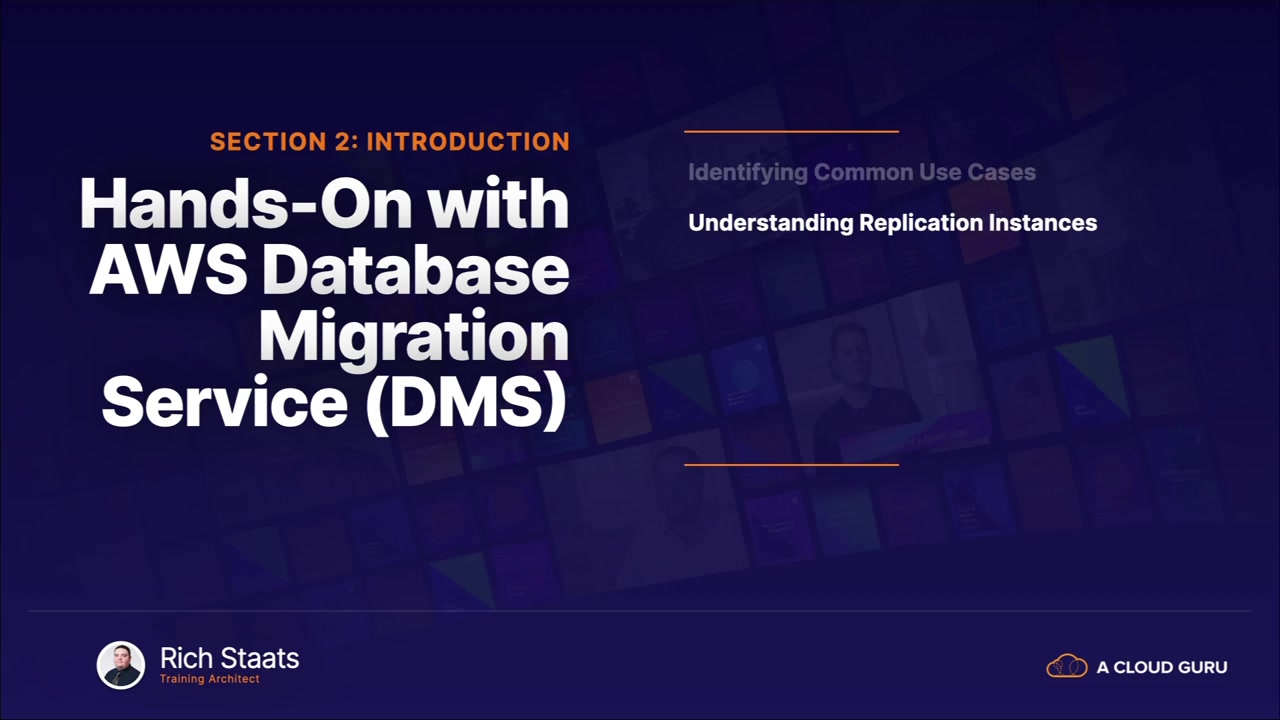 SECTION 2: INTRODUCTION
Hands-On with
AWS Database
Migration
Service (DMS)
Identifying Common Use Cases
Understanding Replication Instances
Rich Staats
Training Architect
A CLOUD GURU